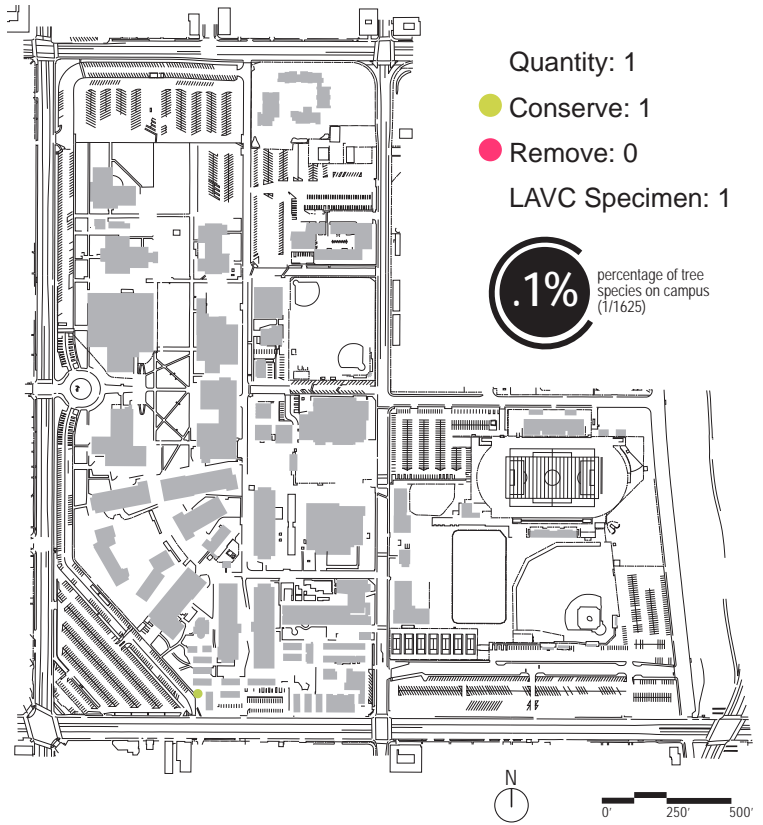 Quantity: 1
Conserve: 1
Remove: 0
LAVC Specimen: 1
.1%
percentage of tree
species on campus
(1/1625)
N
0' 250' 500'